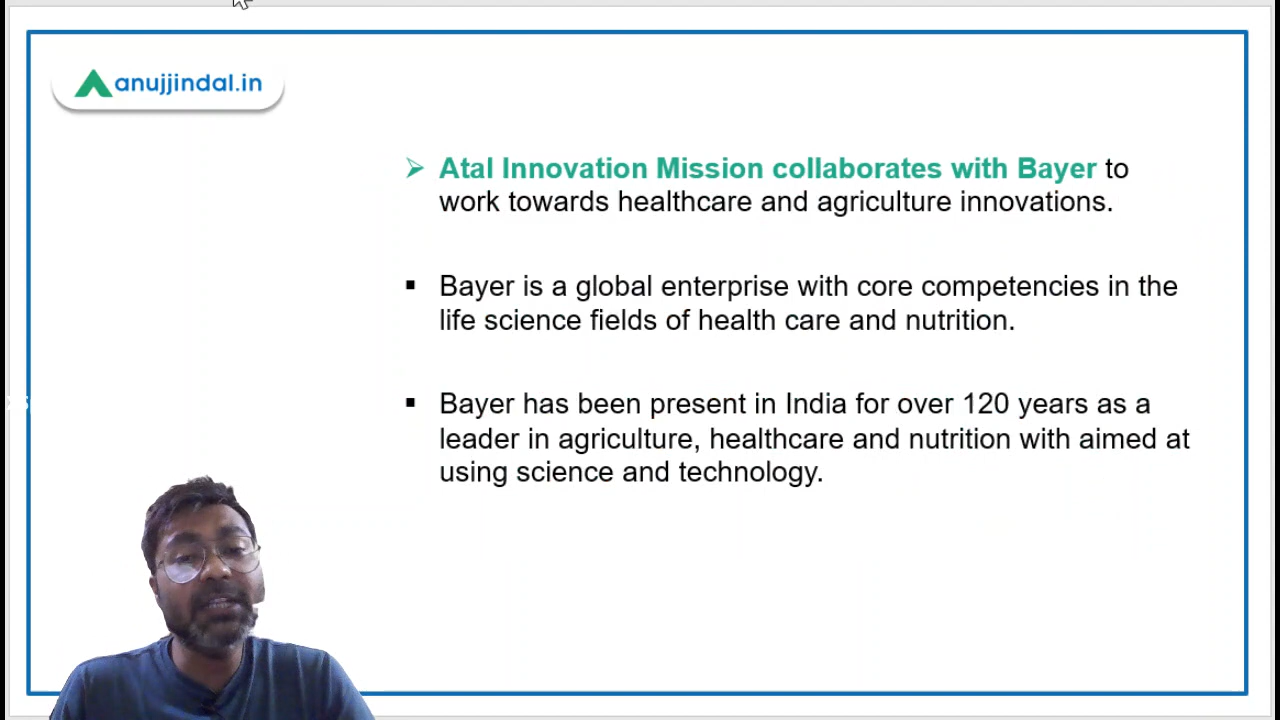 anujjindal.in
Atal Innovation Mission collaborates with Bayer to
work towards healthcare and agriculture innovations.
Bayer is a global enterprise with core competencies in the
life science fields of health care and nutrition.
Bayer has been present in India for over 120 years as a
leader in agriculture, healthcare and nutrition with aimed at
using science and technology.